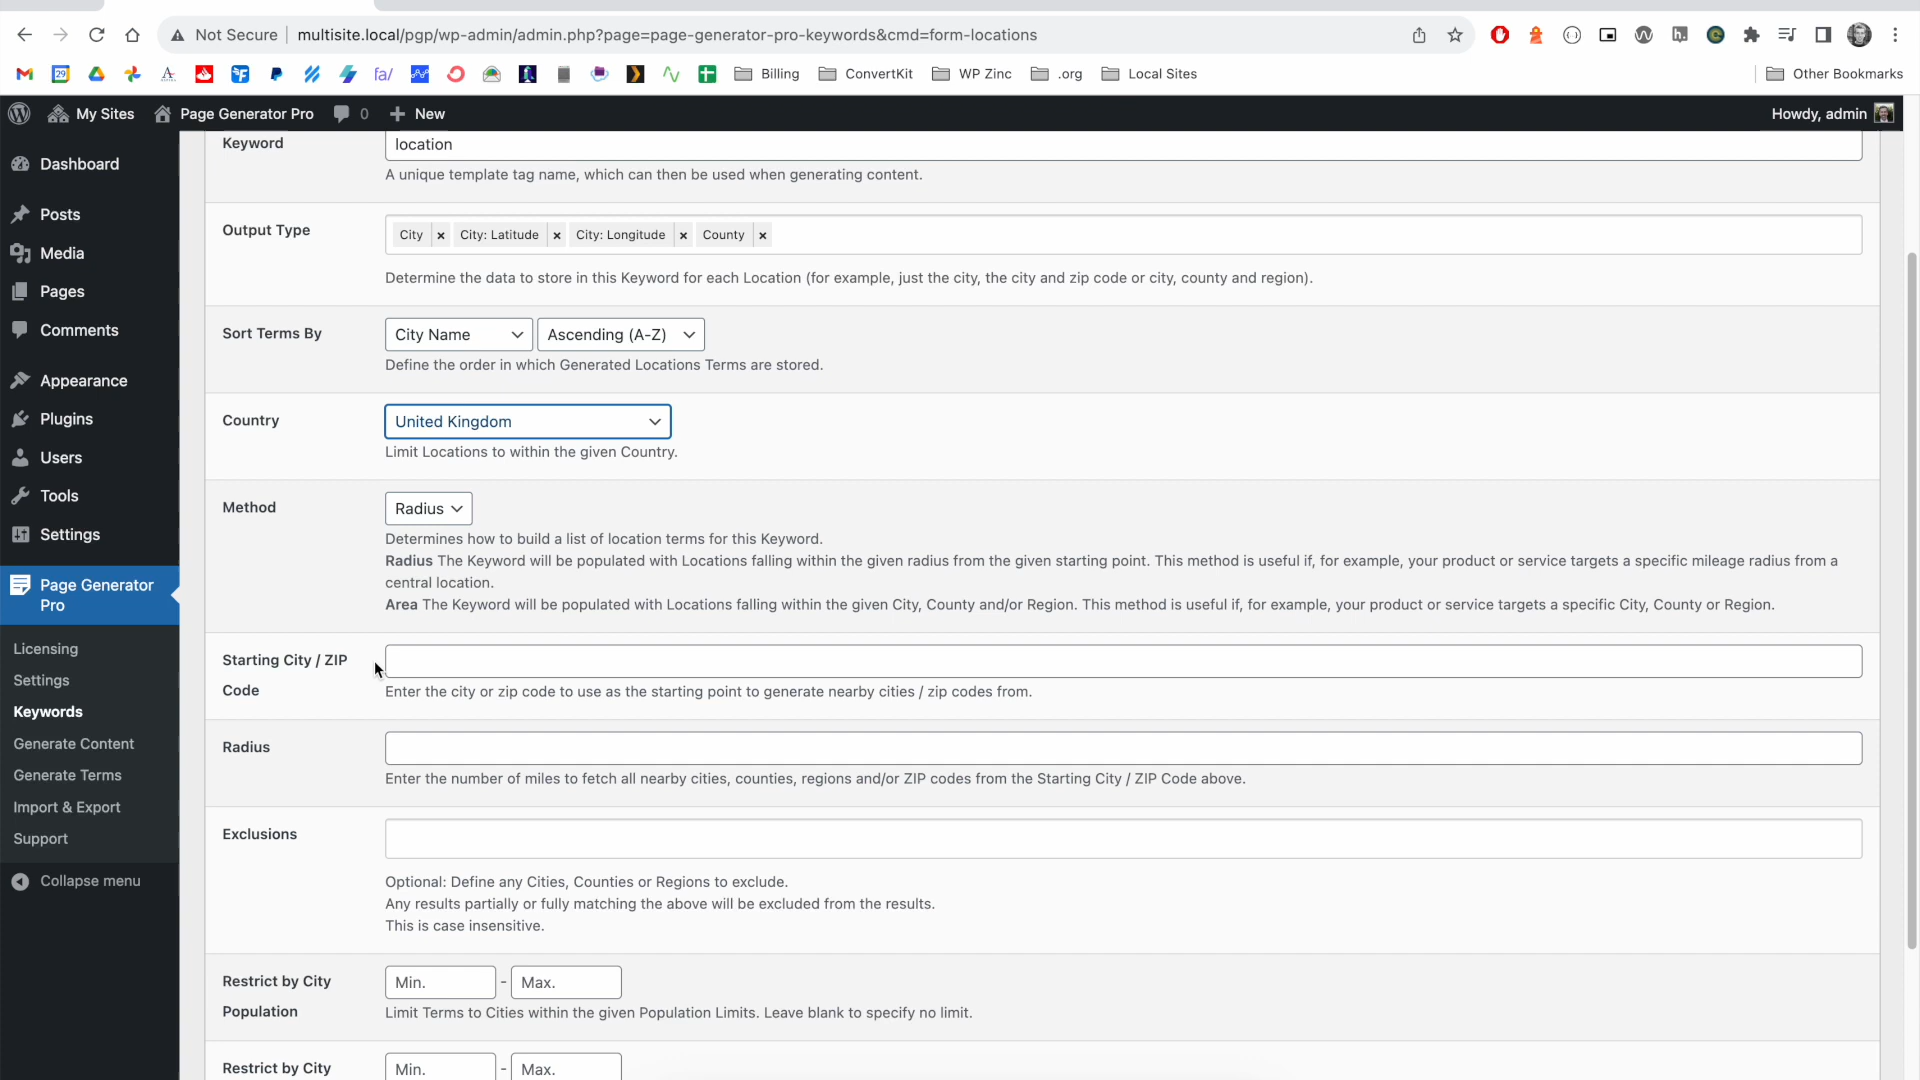 Not Secure multisite.local/pgp/wp-admin/admin.php?page=page-generator-pro-keywords&cmd=form-locations
Billing ConvertKit WP Zinc .org Local Sites Other Bookmarks
My Sites Page Generator Pro 0 New Howdy, admin
Dashboard
Posts
Media
Pages
Comments
Appearance
Plugins
Users
Tools
Settings
Page Generator
Pro
Licensing
Settings
Keywords
Generate Content
Generate Terms
Import & Export
Support
Collapse menu
Keyword location
A unique template tag name, which can then be used when generating content.
Output Type City × City: Latitude × City: Longitude × County ×
Determine the data to store in this Keyword for each Location (for example, just the city, the city and zip code or city, county and region).
Sort Terms By City Name Ascending (A-Z)
Define the order in which Generated Locations Terms are stored.
Country United Kingdom
Limit Locations to within the given Country.
Method Radius
Determines how to build a list of location terms for this Keyword.
Radius The Keyword will be populated with Locations falling within the given radius from the given starting point. This method is useful if, for example, your product or service targets a specific mileage radius from a
central location.
Area The Keyword will be populated with Locations falling within the given City, County and/or Region. This method is useful if, for example, your product or service targets a specific City, County or Region.
Starting City / ZIP
Code
Enter the city or zip code to use as the starting point to generate nearby cities / zip codes from.
Radius
Enter the number of miles to fetch all nearby cities, counties, regions and/or ZIP codes from the Starting City / ZIP Code above.
Exclusions
Optional: Define any Cities, Counties or Regions to exclude.
Any results partially or fully matching the above will be excluded from the results.
This is case insensitive.
Restrict by City
Population
Min. - Max.
Limit Terms to Cities within the given Population Limits. Leave blank to specify no limit.
Restrict by City Min. - Max.